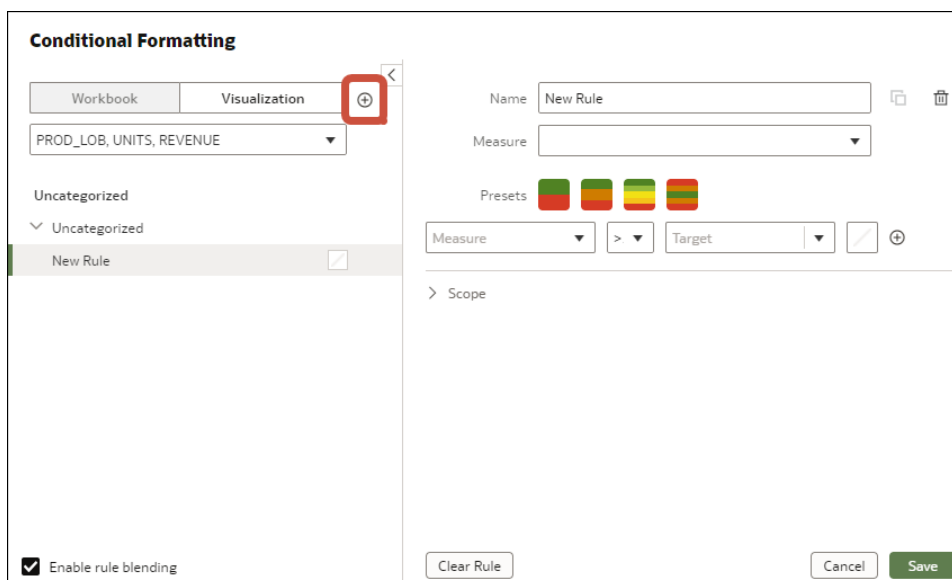 Conditional Formatting
Workbook
Visualization
PROD_LOB, UNITS, REVENUE
Uncategorized
Uncategorized
New Rule
Enable rule blending
Name
New Rule
Measure
Presets
Measure
>
Target
Scope
Clear Rule
Cancel
Save